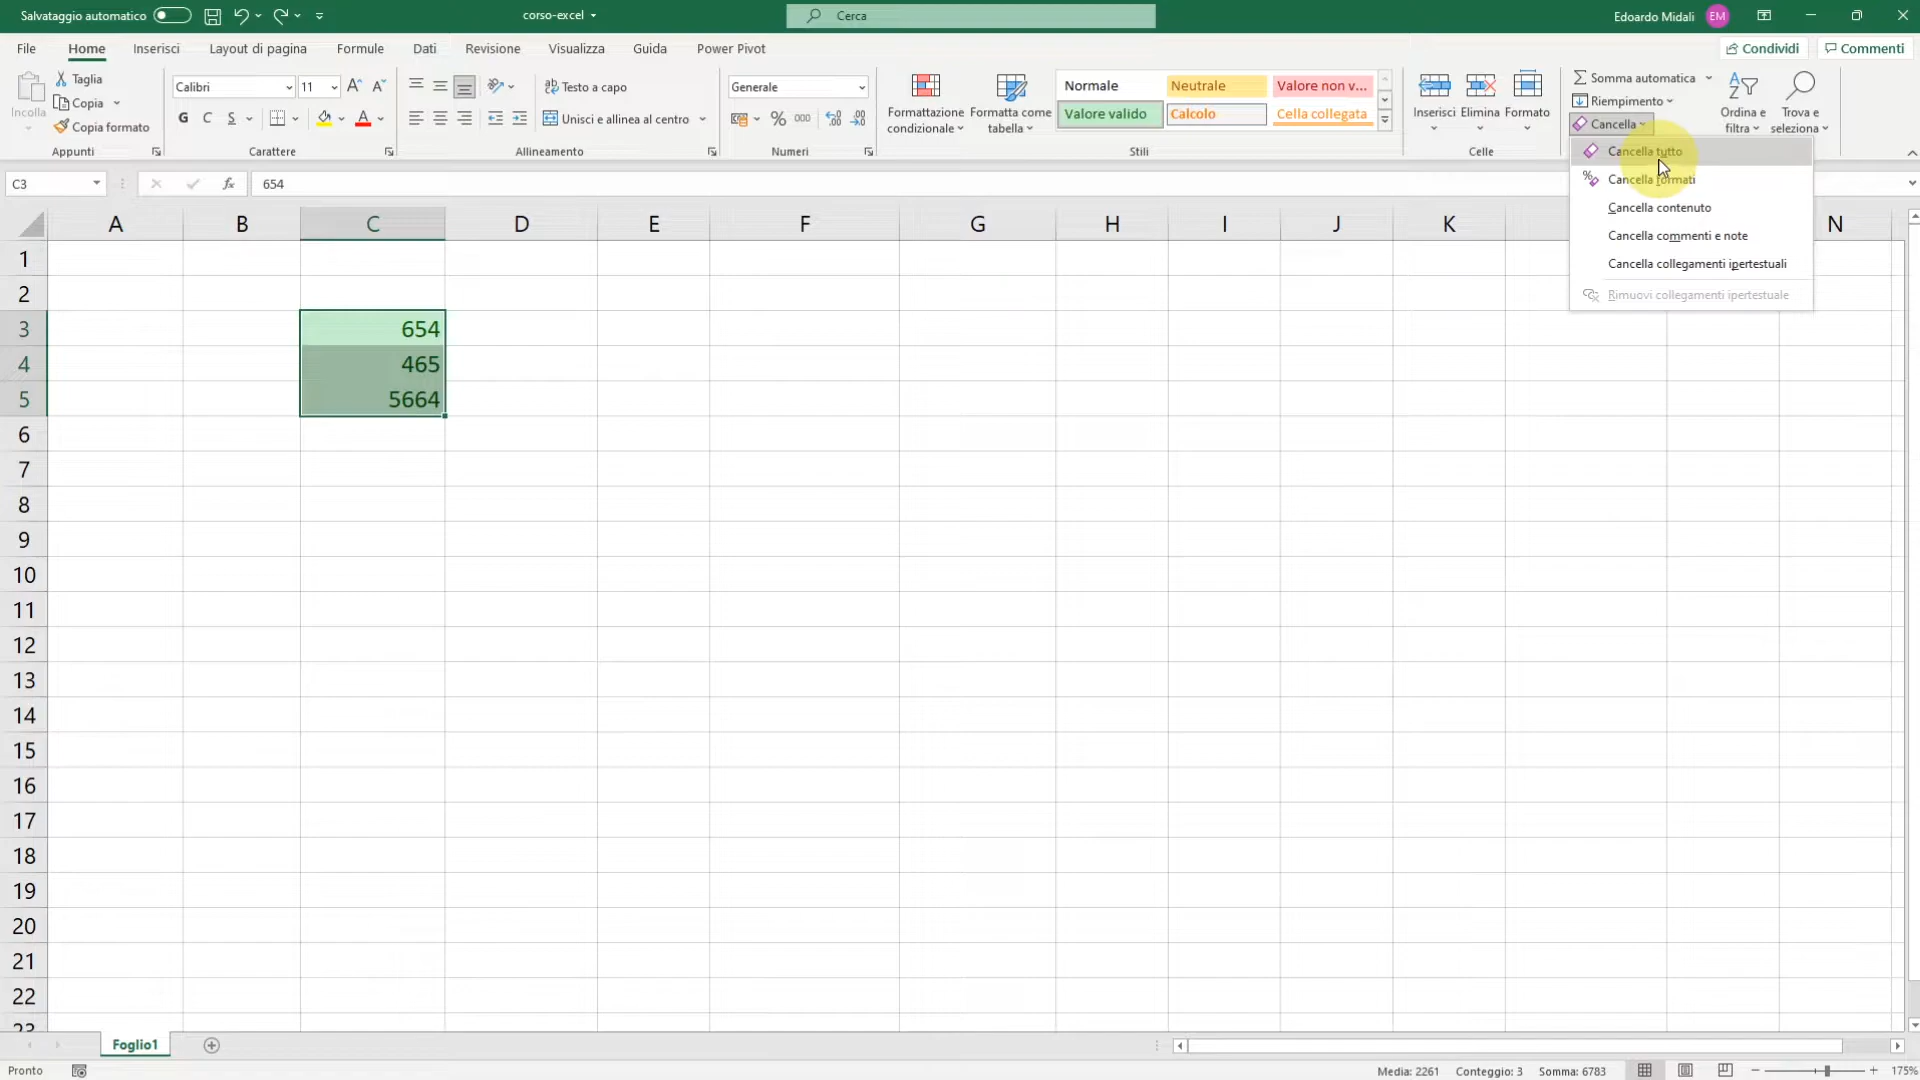 Salvataggio automatico
corso-excel
Cerca
Edoardo Midali EM
File Home Inserisci Layout di pagina Formule Dati Revisione Visualizza Guida Power Pivot Condividi Commenti
Incolla
Taglia
Copia
Copia formato
Appunti
Calibri 11
G C S
Carattere
Testo a capo
Unisci e allinea al centro
Allineamento
Generale
% 000
Numeri
Formattazione condizionale
Formatta come tabella
Normale Neutrale Valore non v...
Valore valido Calcolo Cella collegata
Stili
Inserisci Elimina Formato
Celle
Somma automatica
Riempimento
Cancella
Ordina e filtra
Trova e seleziona
Cancella tutto
Cancella formati
Cancella contenuto
Cancella commenti e note
Cancella collegamenti ipertestuali
Rimuovi collegamenti ipertestuale
C3 fx 654
A B C D E F G H I J K N
1
2
3 654
4 465
5 5664
6
7
8
9
10
11
12
13
14
15
16
17
18
19
20
21
22
23
Foglio1
Pronto Media: 2261 Conteggio: 3 Somma: 6783 175%